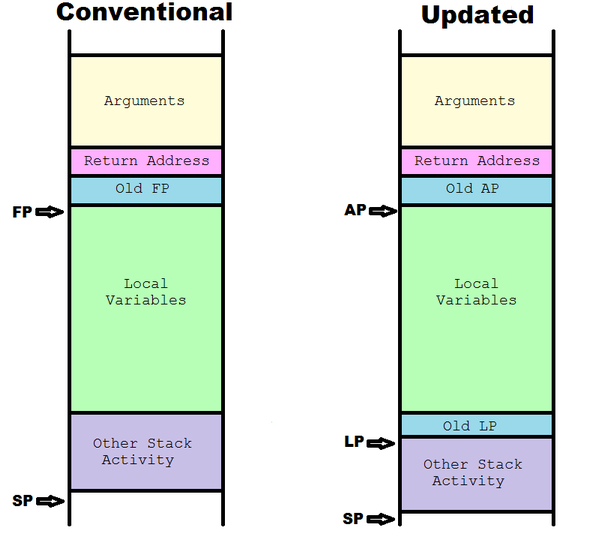 Conventional
Arguments
Return Address
Old FP
FP
Local
Variables
Other Stack
Activity
SP
Updated
Arguments
Return Address
Old AP
AP
Local
Variables
Old LP
LP
Other Stack
Activity
SP